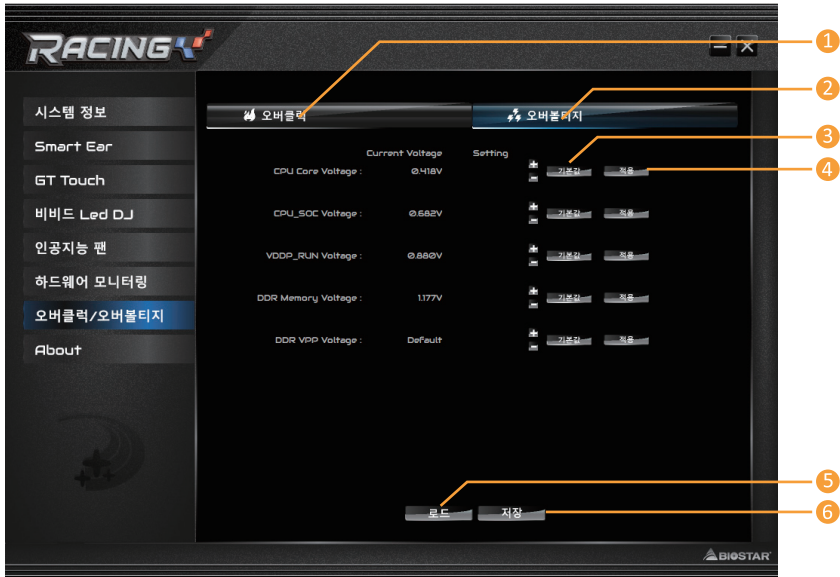 RACING
1
2
시스템 정보
오버클럭
오버볼티지
Smart Ear
3
Current Voltage Setting
GT Touch
CPU Core Voltage : 0.418V 기본값 적용
4
비비드 Led DJ
CPU_SOC Voltage : 0.682V 기본값 적용
인공지능 팬
VDDP_RUN Voltage : 0.880V 기본값 적용
하드웨어 모니터링
DDR Memory Voltage : 1.177V 기본값 적용
오버클럭/오버볼티지
DDR VPP Voltage : Default 기본값 적용
About
5
로드 저장
6
BIOSTAR